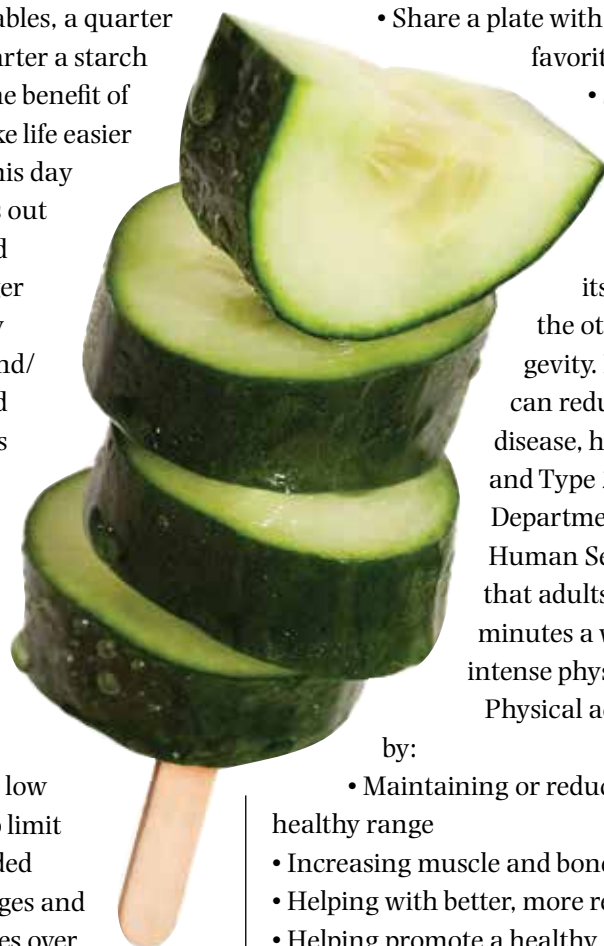 ables, a quarter
arter a starch
e benefit of
ke life easier
his day
s out
d
er
y
nd/
d
s
low
o limit
ded
ges and
es over
• Share a plate with
favorit
•
its
the ot
gevity.
can redu
disease, h
and Type
Departme
Human Se
that adults
minutes a w
intense phys
Physical ac
by:
• Maintaining or reduc
healthy range
• Increasing muscle and bone
• Helping with better, more re
• Helping promote a healthy